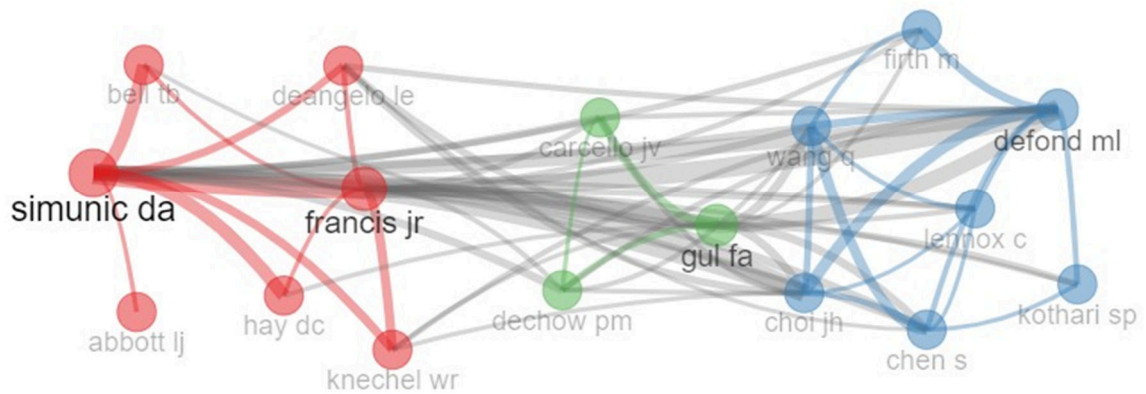 firth m
bell tb
deangelo le
carcello jv
defond ml
wang q
simunic da
francis jr
lennox c
gul fa
hay dc
dechow pm
choi jh
kothari sp
abbott lj
chen s
knechel wr